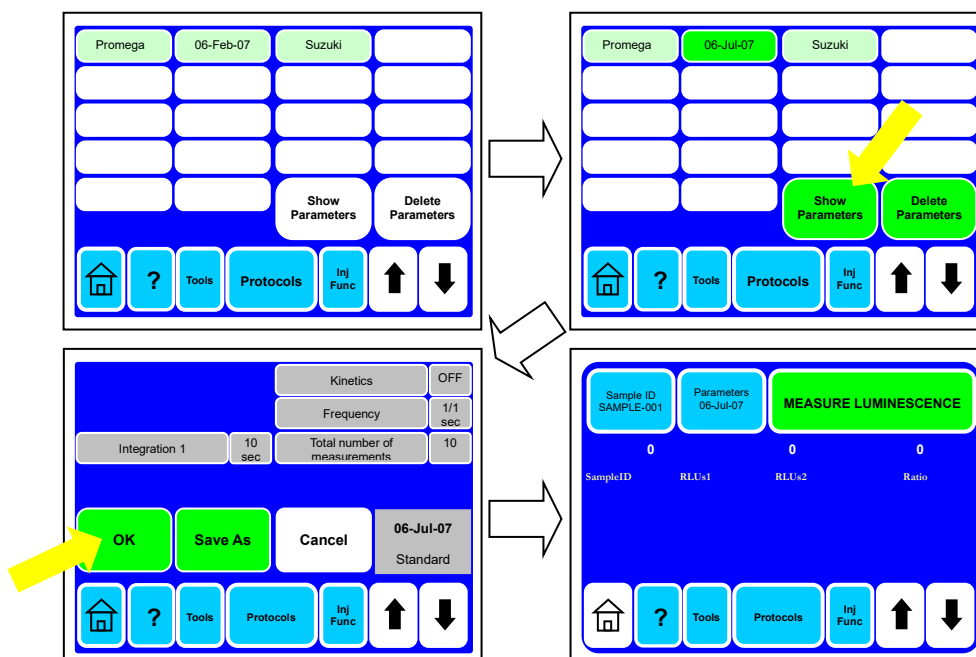 Promega 06-Feb-07 Suzuki
Show Parameters
Delete Parameters
? Tools Protocols Inj Func
Promega 06-Jul-07 Suzuki
Show Parameters
Delete Parameters
? Tools Protocols Inj Func
Kinetics OFF
Frequency 1/1 sec
Integration 1 10 sec Total number of measurements 10
OK Save As Cancel 06-Jul-07
Standard
? Tools Protocols Inj Func
Sample ID
SAMPLE-001
Parameters
06-Jul-07
MEASURE LUMINESCENCE
0 0 0
SampleID RLUs1 RLUs2 Ratio
? Tools Protocols Inj Func